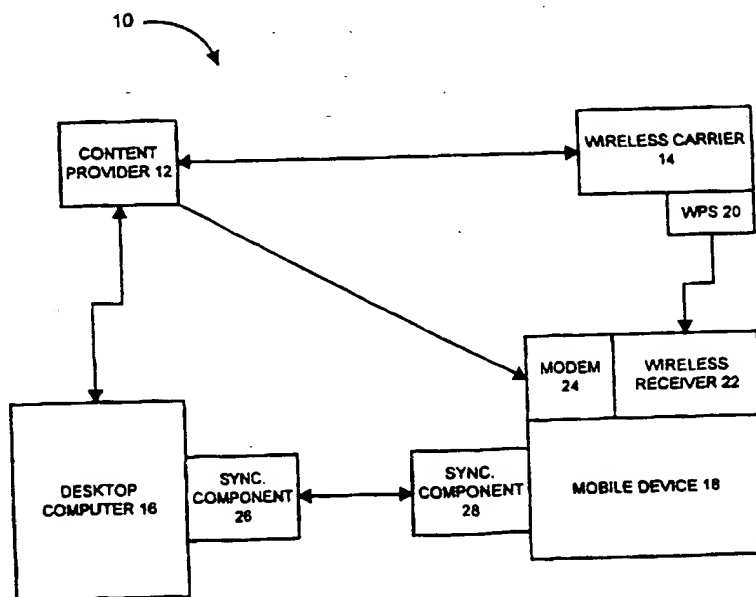 10
CONTENT
PROVIDER 12
WIRELESS CARRIER
14
WPS 20
MODEM
24
WIRELESS
RECEIVER 22
DESKTOP
COMPUTER 16
SYNC.
COMPONENT
26
SYNC.
COMPONENT
28
MOBILE DEVICE 18